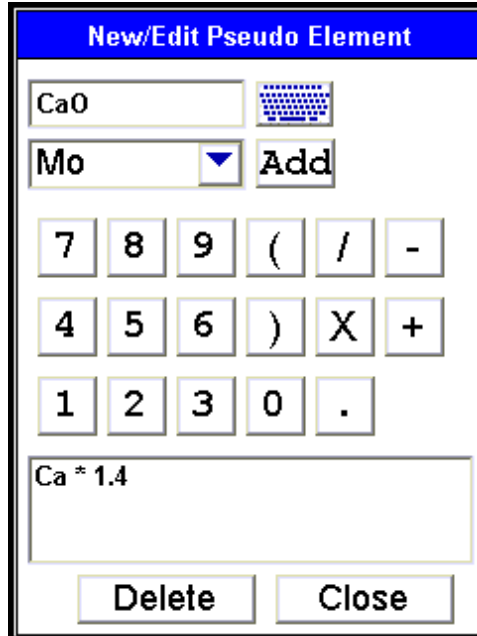 New/Edit Pseudo Element
CaO
Mo Add
7 8 9 ( / -
4 5 6 ) X +
1 2 3 0 .
Ca * 1.4
Delete Close